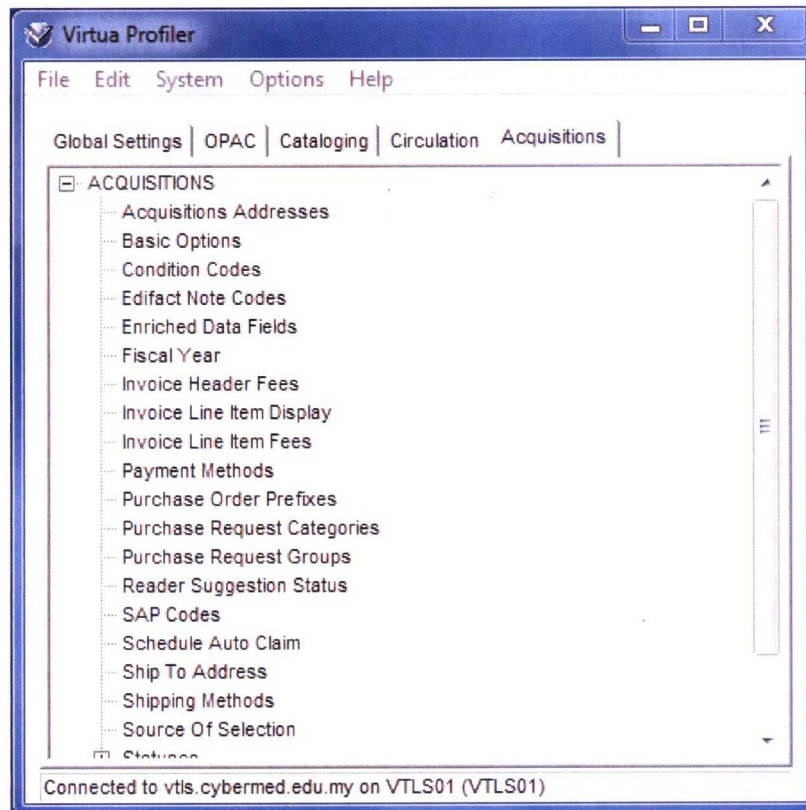 Virtua Profiler
File Edit System Options Help
Global Settings OPAC Cataloging Circulation Acquisitions
ACQUISITIONS
Acquisitions Addresses
Basic Options
Condition Codes
Edifact Note Codes
Enriched Data Fields
Fiscal Year
Invoice Header Fees
Invoice Line Item Display
Invoice Line Item Fees
Payment Methods
Purchase Order Prefixes
Purchase Request Categories
Purchase Request Groups
Reader Suggestion Status
SAP Codes
Schedule Auto Claim
Ship To Address
Shipping Methods
Source Of Selection
Connected to vtls.cybermed.edu.my on VTLS01 (VTLS01)